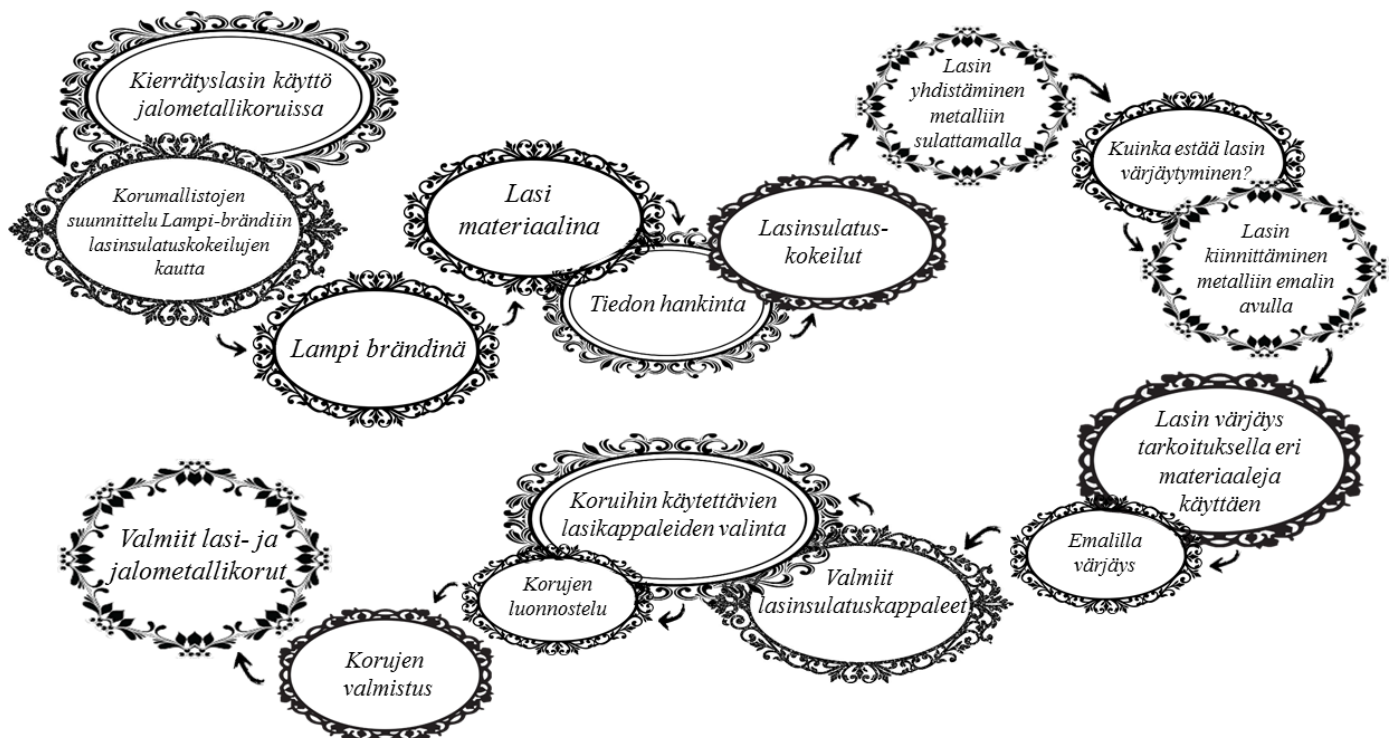 Kierrätyslasin käyttö
jalometallikoruissa
Korumallistojen
suunnittelu Lampi-brändiin
lasinsulatuskokeilujen
kautta
Lampi brändinä
Lasi
materiaalina
Tiedon hankinta
Lasinsulatus-
kokeilut
Lasin
yhdistäminen
metalliin
sulattamalla
Kuinka estää lasin
värjäytyminen?
Lasin
kiinnittäminen
metalliin emalin
avulla
Lasin värjäys
tarkoituksella eri
materiaaleja
käyttäen
Emalilla
värjäys
Valmiit
lasinsulatuskappaleet
Koruihin käytettävien
lasikappaleiden valinta
Korujen
luonnostelu
Korujen
valmistus
Valmiit lasi- ja
jalometallikorut